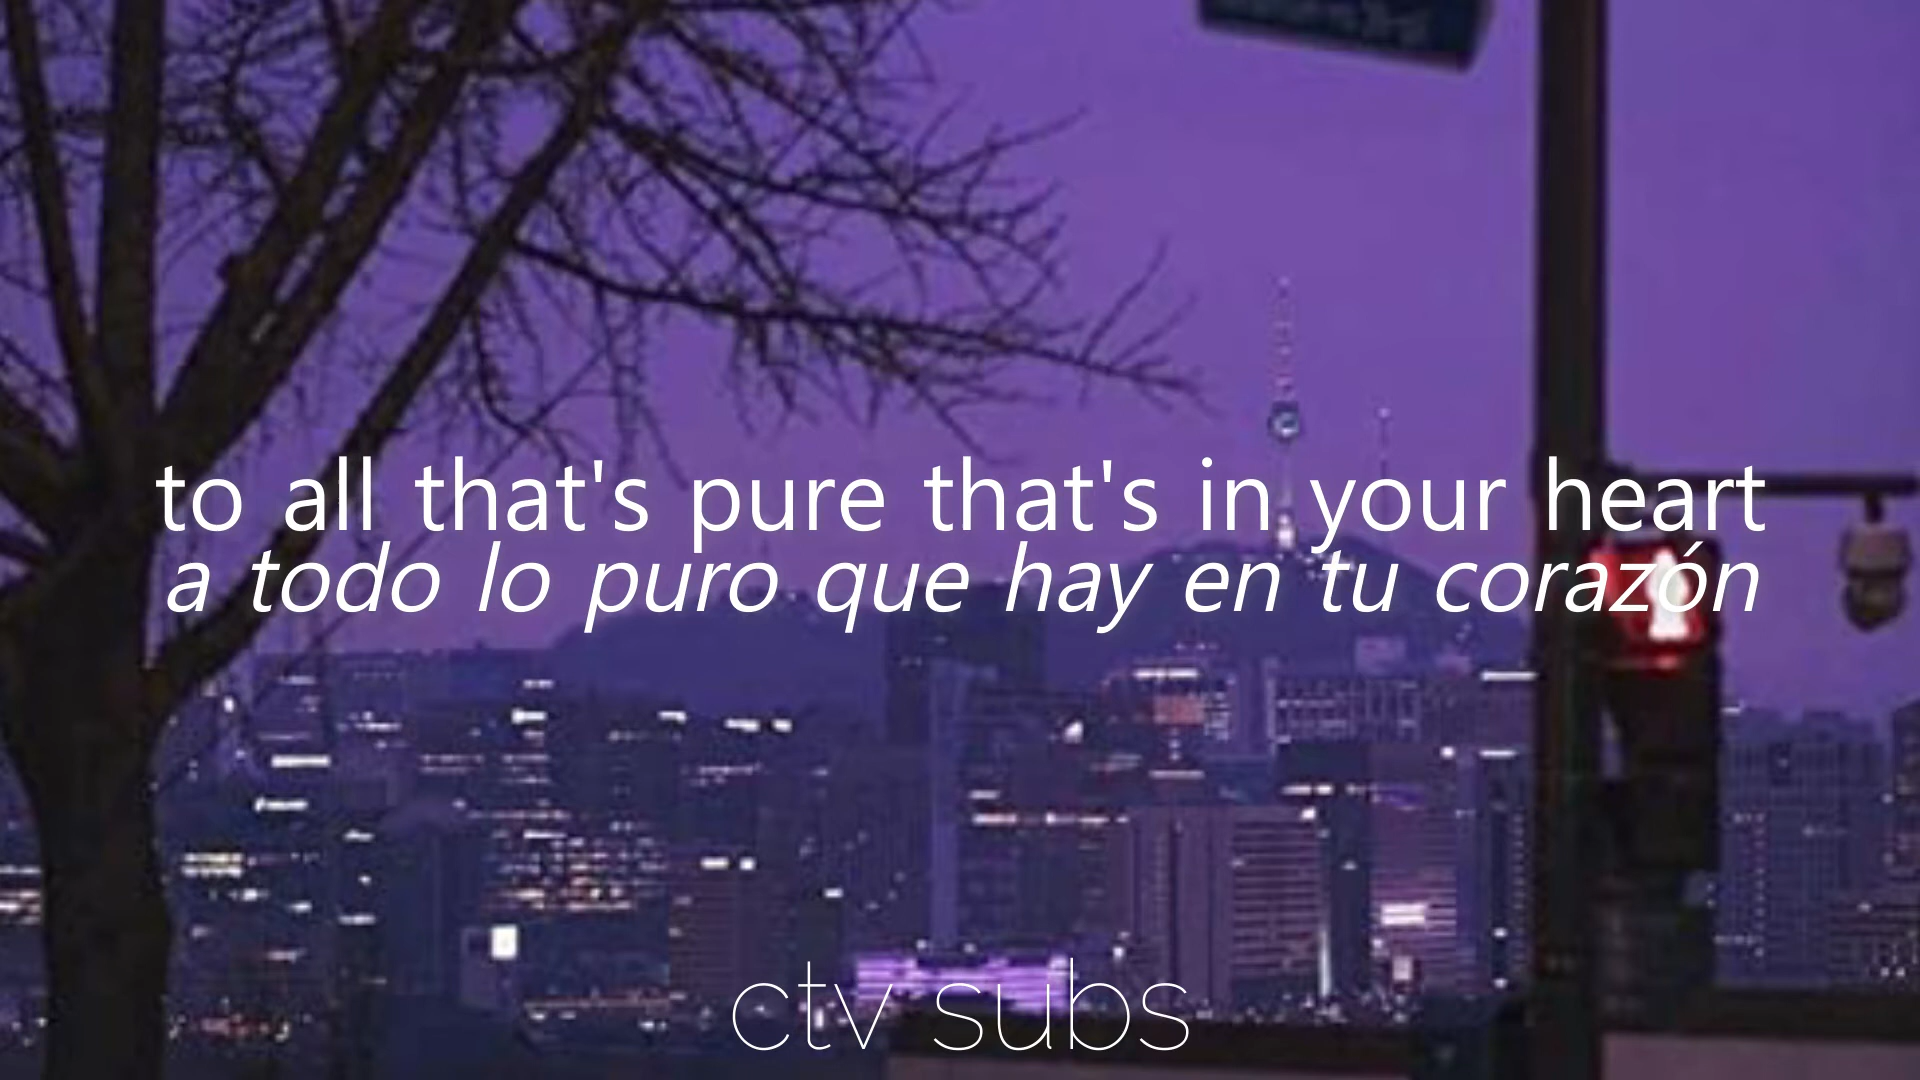 to all that's pure that's in your heart
a todo lo puro que hay en tu corazón
ctv subs